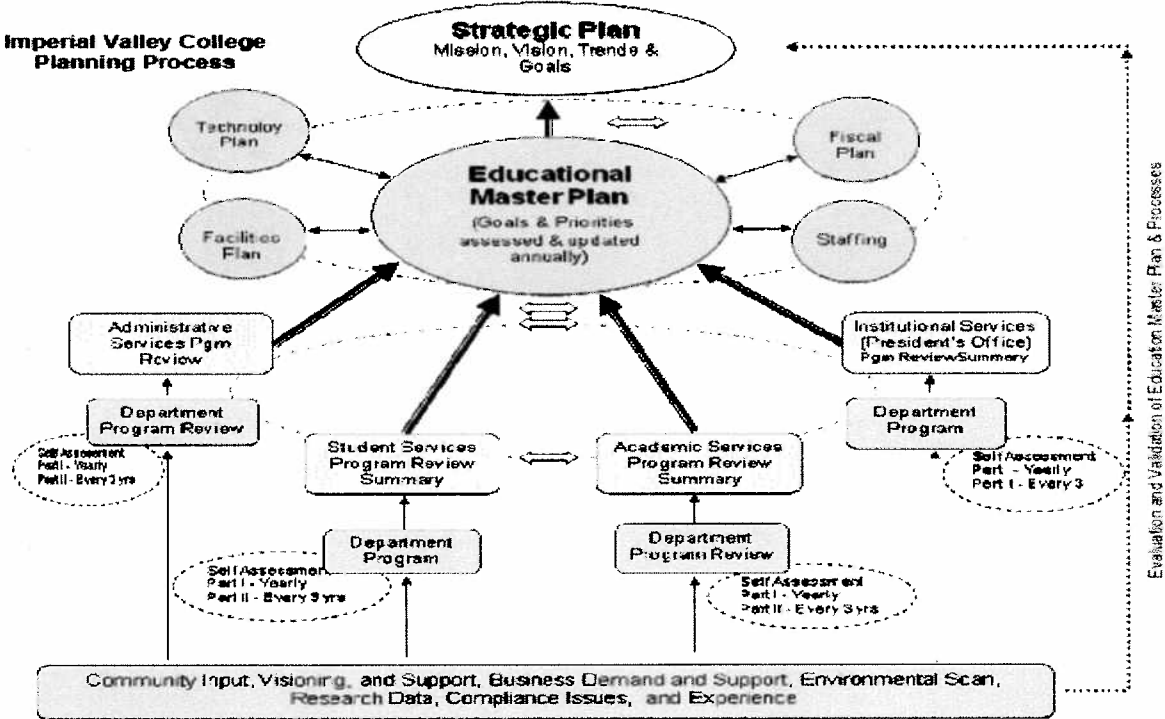 Imperial Valley College
Planning Process
Strategic Plan
Mission, Vision, Trends &
Goals
Technoloy
Plan
Fiscal
Plan
Educational
Master Plan
(Goals & Priorities
assessed & updated
annually)
Facilities
Plan
Staffing
Administrative
Services Pgm
Review
Institutional Services
(President's Office)
Pgm Review Summary
Department
Program Review
Department
Program
Self Assessment
Part I - Yearly
Part II - Every 3 yrs
Student Services
Program Review
Summary
Academic Services
Program Review
Summary
Self Assessment
Part - Yearly
Part I - Every 3
Department
Program
Department
Program Review
Self Assessment
Part I - Yearly
Part II - Every 3 yrs
Self Assessment
Part I - Yearly
Part II - Every 3 yrs
Community Input, Visioning, and Support, Business Demand and Support, Environmental Scan,
Research Data, Compliance Issues, and Experience
Evaluation and Validation of Education Master Plan & Processes